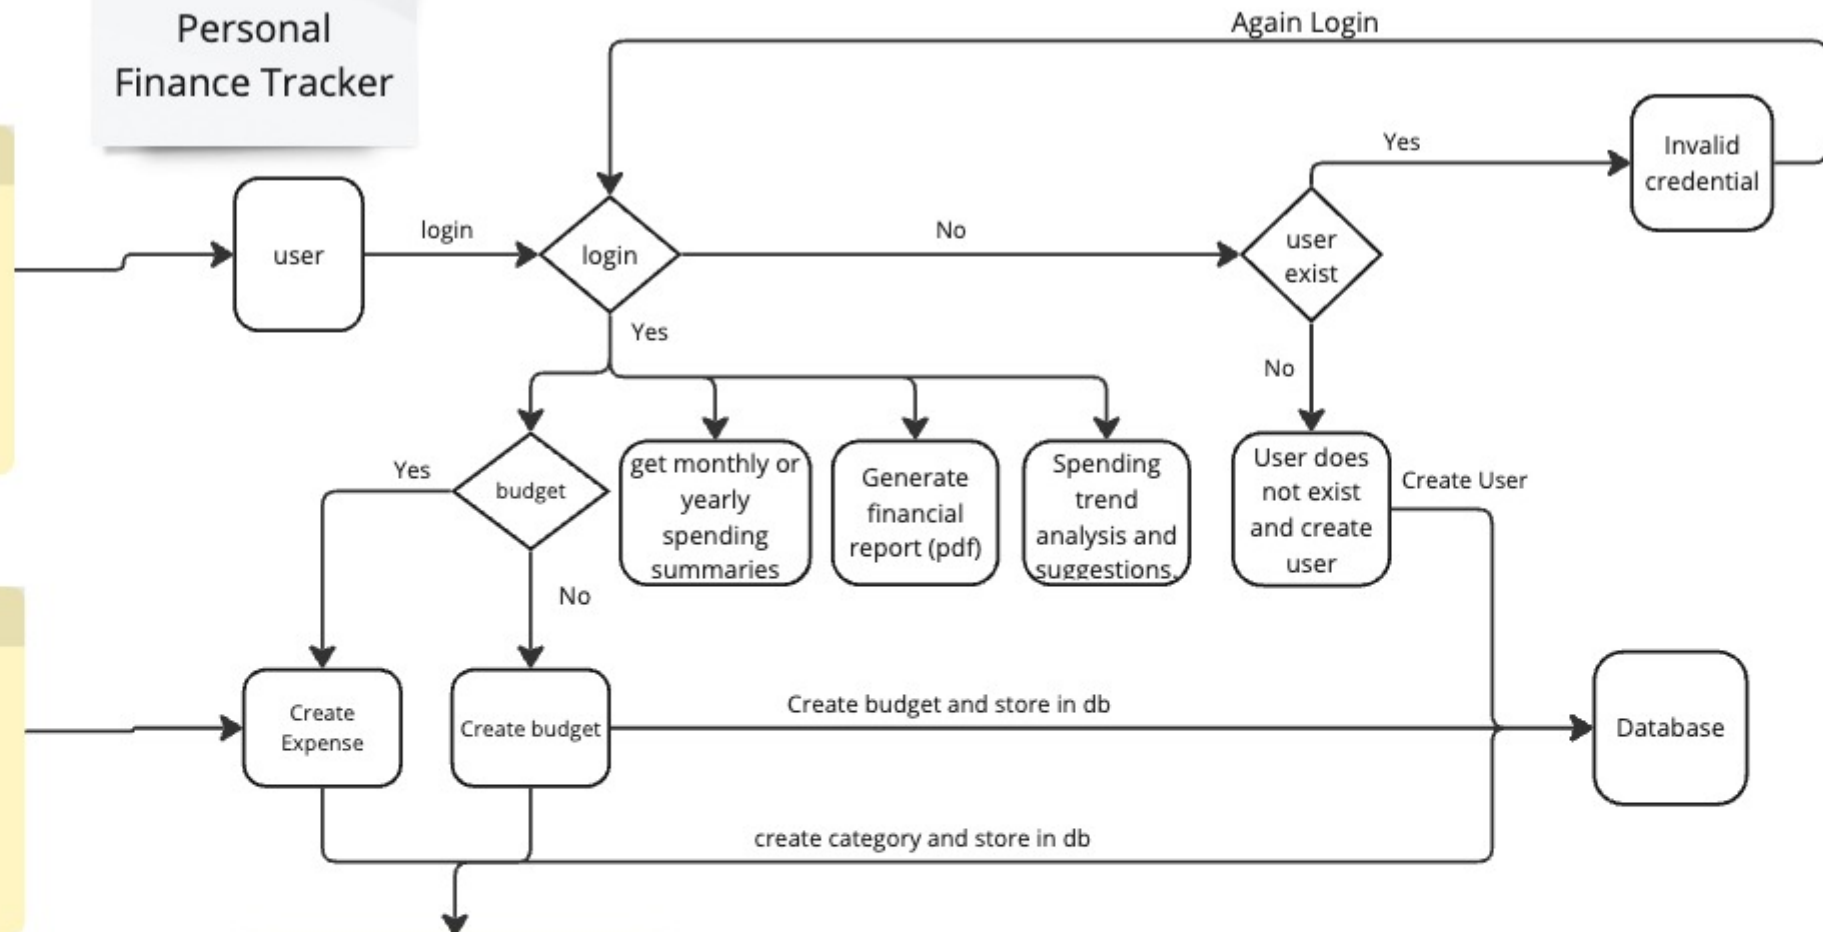 Personal
Finance Tracker
Again Login
Yes
Invalid
credential
user
login
login
No
user
exist
Yes
No
Yes
budget
get monthly or
yearly
spending
summaries
Generate
financial
report (pdf)
Spending
trend
analysis and
suggestions.
User does
not exist
and create
user
Create User
No
Create
Expense
Create budget
Create budget and store in db
Database
create category and store in db